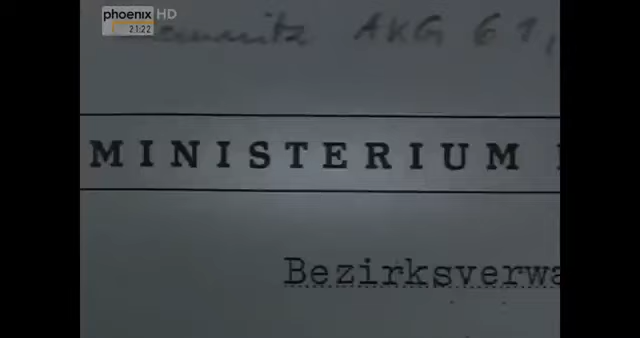 phoenix HD
21:22
AKG 61,
MINISTERIUM
Bezirksverwa